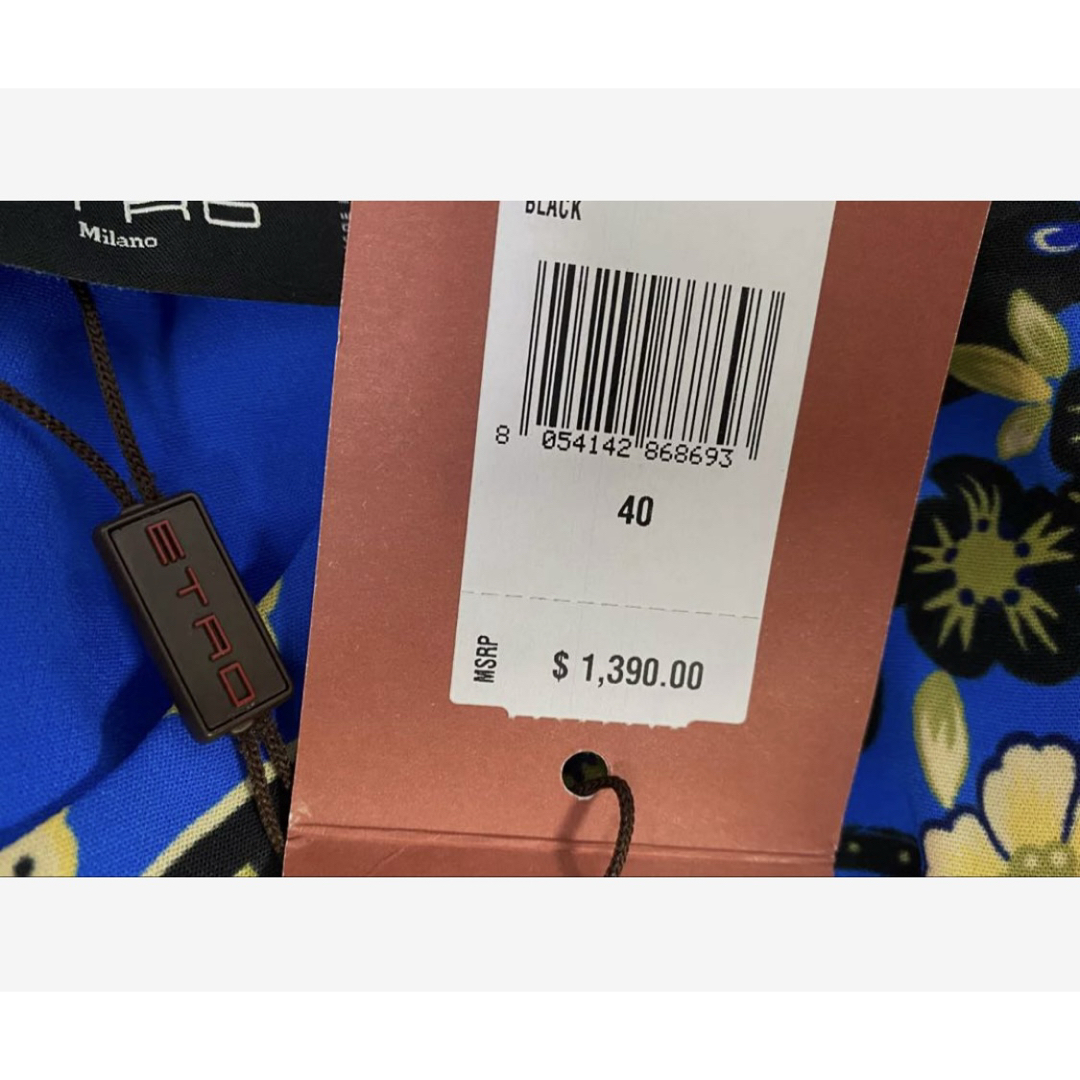 Milano
BLACK
8 054142 868693
40
MSRP
$ 1,390.00
ETRO